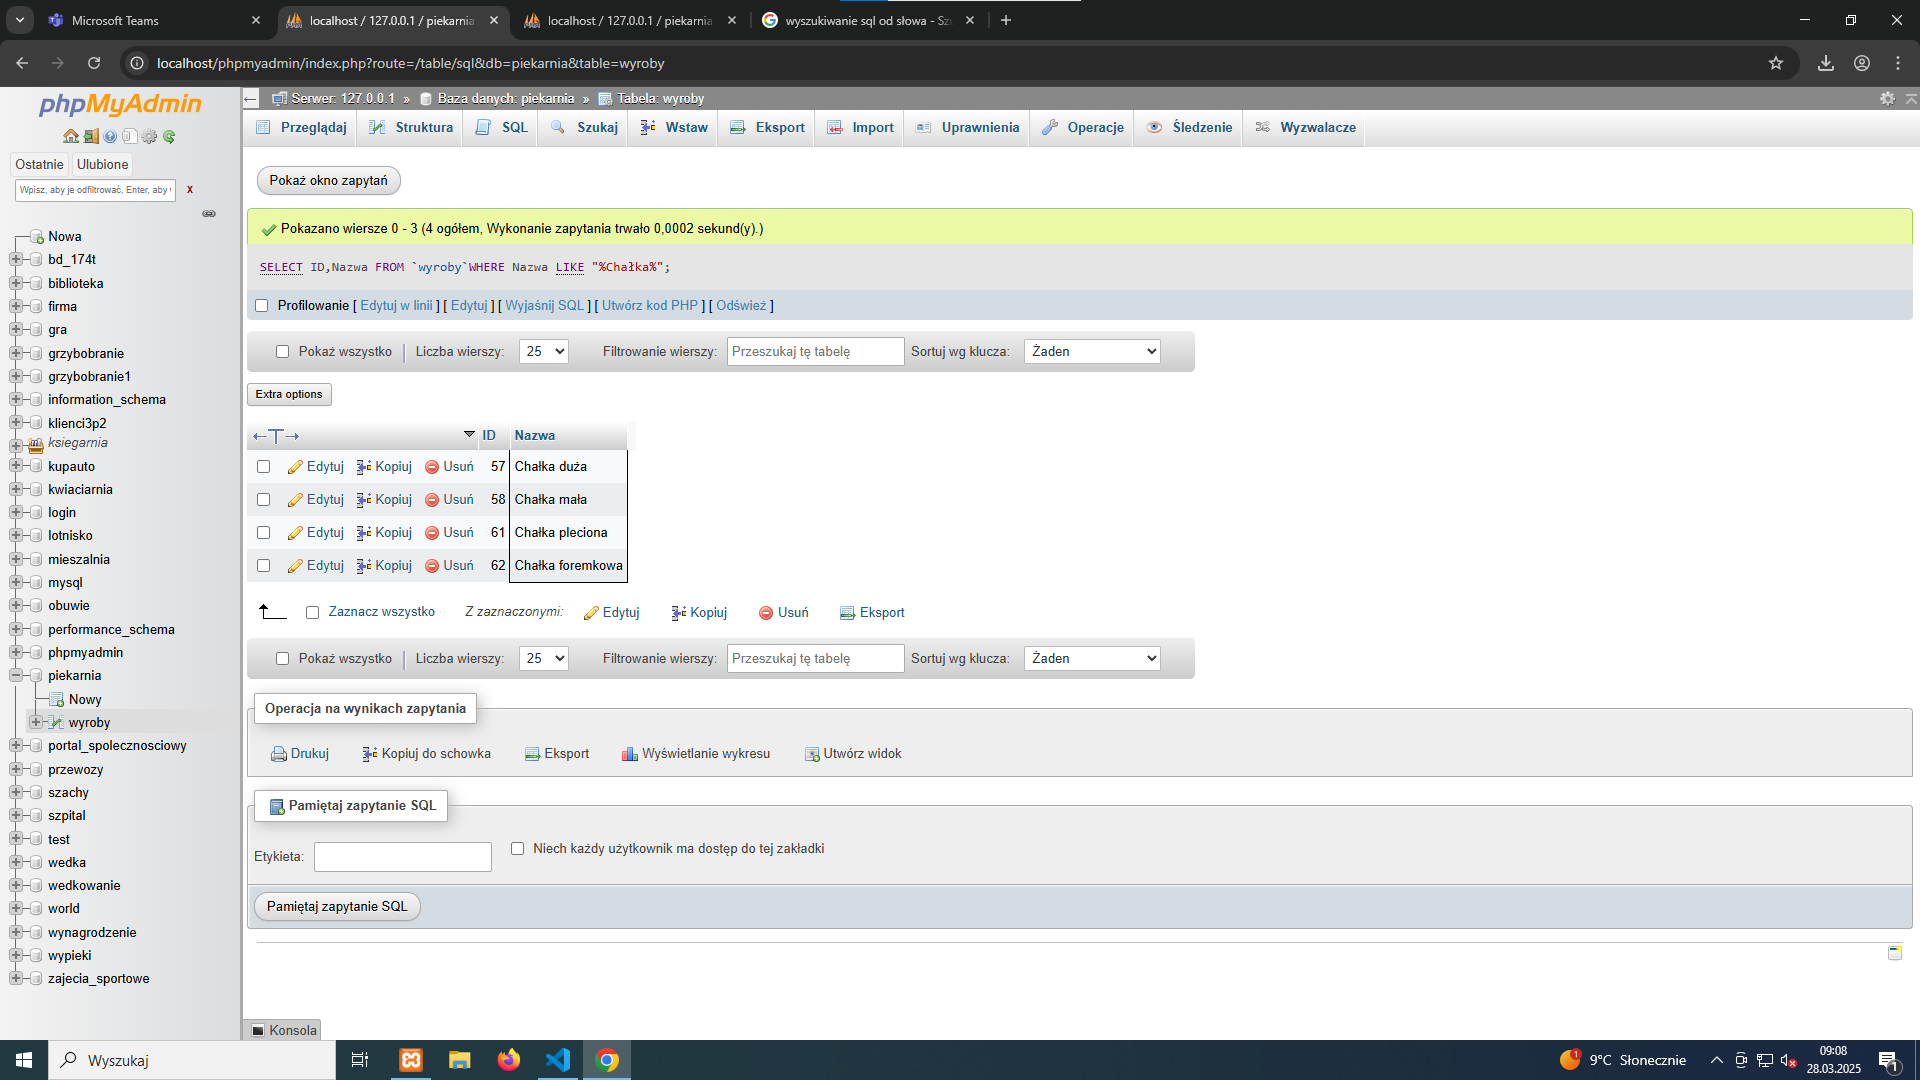 Microsoft Teams
localhost / 127.0.0.1 / piekarnia
localhost / 127.0.0.1 / piekarnia
wyszukiwanie sql od słowa - Sz
localhost/phpmyadmin/index.php?route=/table/sql&db=piekarnia&table=wyroby
phpMyAdmin
Ostatnie Ulubione
Wpisz, aby je odfiltrować, Enter, aby
X
Nowa
bd_174t
biblioteka
firma
gra
grzybobranie
grzybobranie1
information_schema
klienci3p2
ksiegarnia
kupauto
kwiaciarnia
login
lotnisko
mieszalnia
mysql
obuwie
performance_schema
phpmyadmin
piekarnia
Nowy
wyroby
portal_spolecznosciowy
przewozy
szachy
szpital
test
wedka
wedkowanie
world
wynagrodzenie
wypieki
zajecia_sportowe
Serwer: 127.0.0.1 » Baza danych: piekarnia » Tabela: wyroby
Przeglądaj Struktura SQL Szukaj Wstaw Eksport Import Uprawnienia Operacje Śledzenie Wyzwalacze
Pokaż okno zapytań
Pokazano wiersze 0 - 3 (4 ogółem, Wykonanie zapytania trwało 0,0002 sekund(y).)
SELECT ID,Nazwa FROM `wyroby`WHERE Nazwa LIKE "%Chałka%";
Profilowanie [ Edytuj w linii ] [ Edytuj ] [ Wyjaśnij SQL ] [ Utwórz kod PHP ] [ Odśwież ]
Pokaż wszystko Liczba wierszy: 25 Filtrowanie wierszy: Przeszukaj tę tabelę Sortuj wg klucza: Żaden
Extra options
←T→ ID Nazwa
Edytuj Kopiuj Usuń 57 Chałka duża
Edytuj Kopiuj Usuń 58 Chałka mała
Edytuj Kopiuj Usuń 61 Chałka pleciona
Edytuj Kopiuj Usuń 62 Chałka foremkowa
Zaznacz wszystko Z zaznaczonymi: Edytuj Kopiuj Usuń Eksport
Pokaż wszystko Liczba wierszy: 25 Filtrowanie wierszy: Przeszukaj tę tabelę Sortuj wg klucza: Żaden
Operacja na wynikach zapytania
Drukuj Kopiuj do schowka Eksport Wyświetlanie wykresu Utwórz widok
Pamiętaj zapytanie SQL
Etykieta: Niech każdy użytkownik ma dostęp do tej zakładki
Pamiętaj zapytanie SQL
Konsola
Wyszukaj
1
9°C Słonecznie
09:08
28.03.2025
1